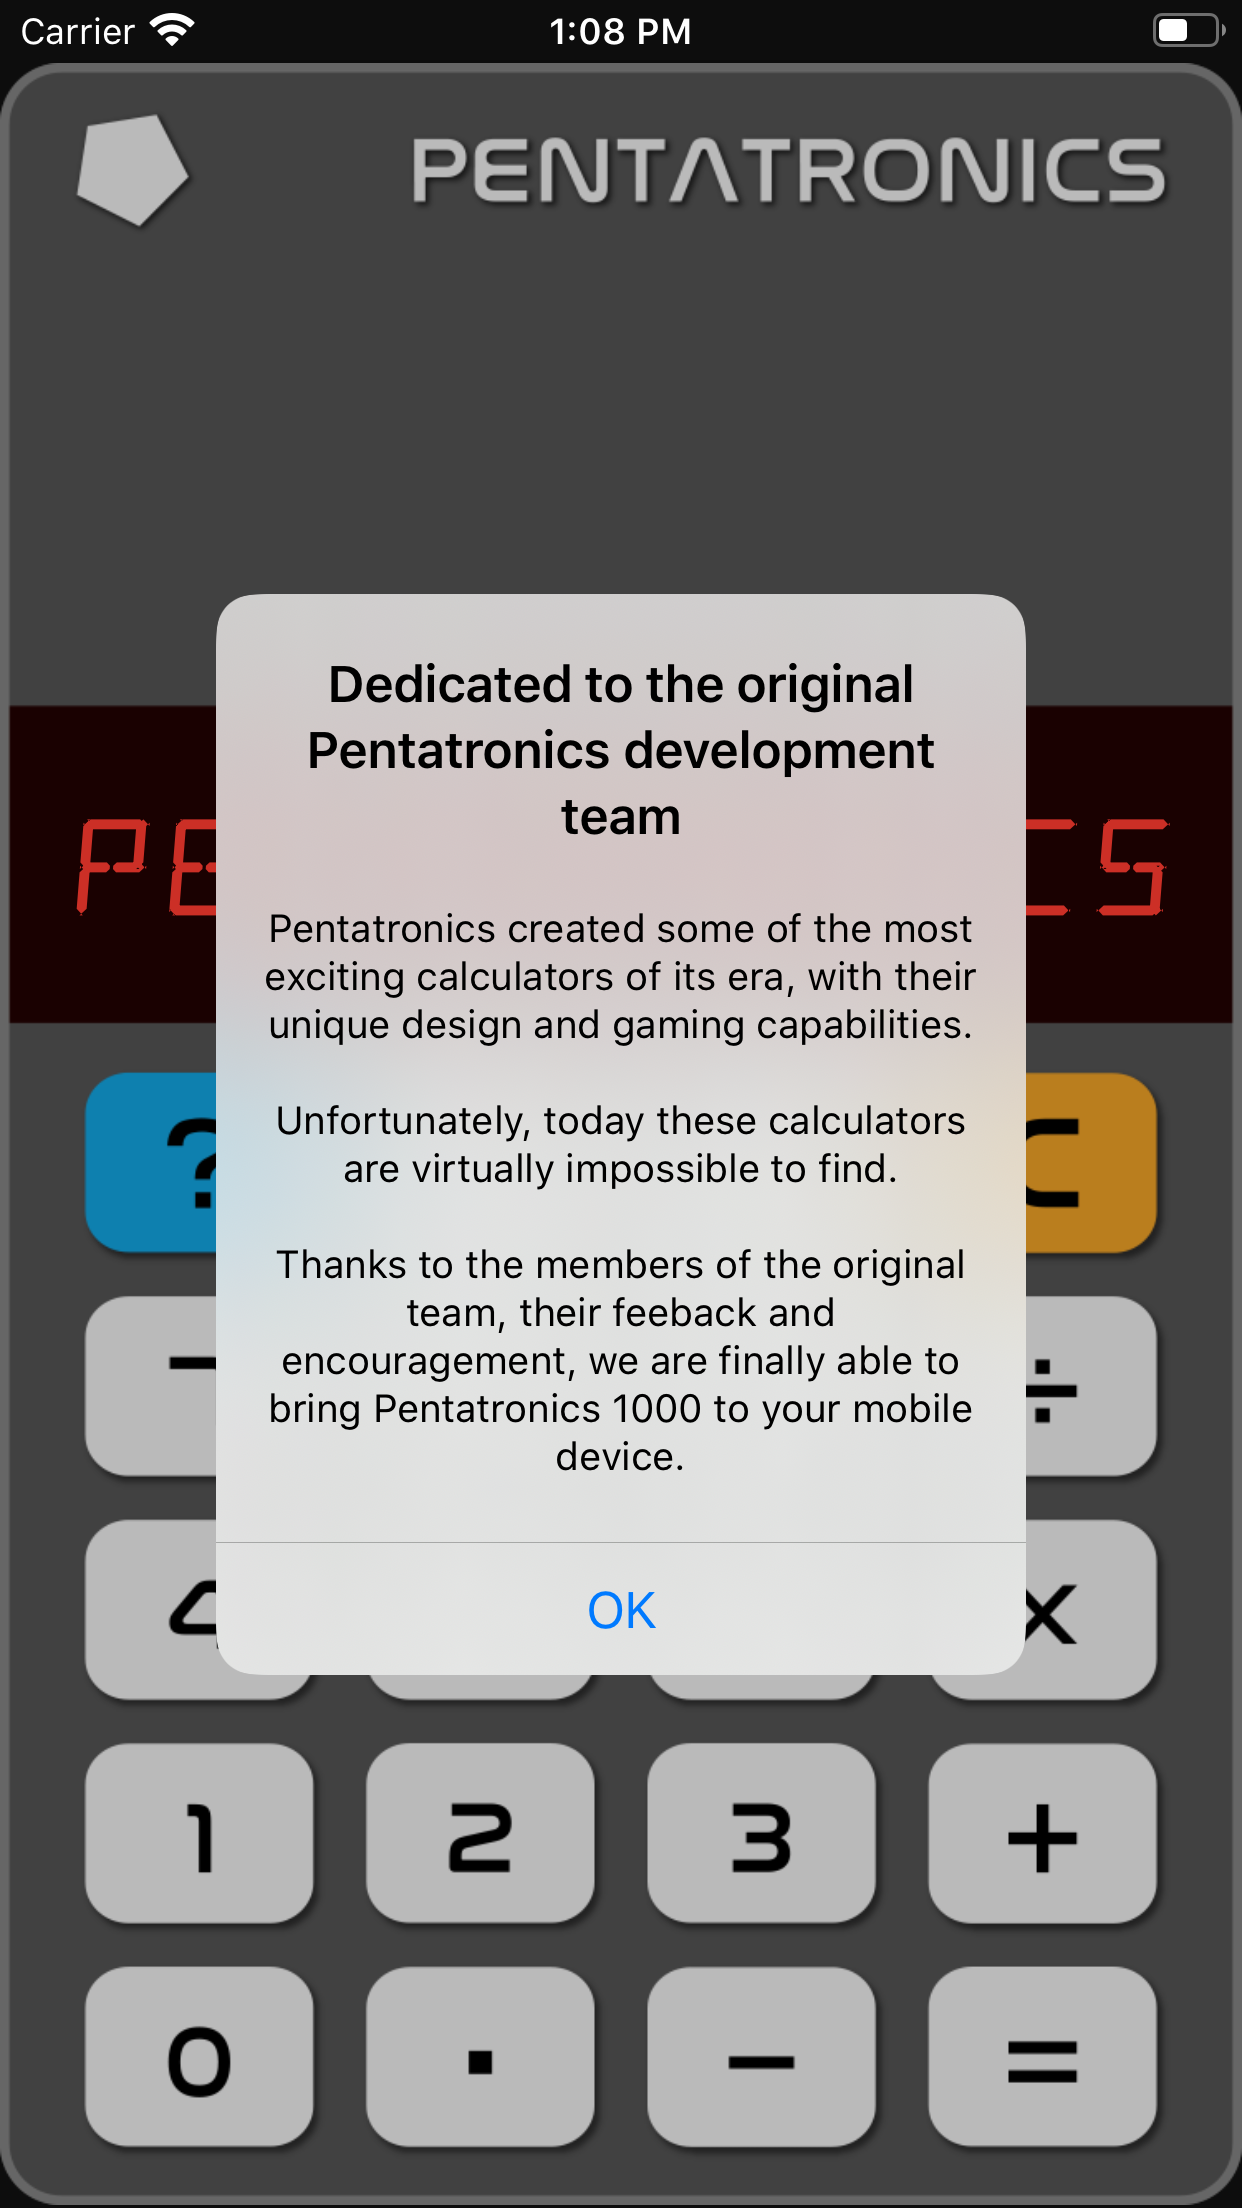 Carrier 1:08 PM
PENTATRONICS
Dedicated to the original
Pentatronics development
team
PE CS
Pentatronics created some of the most
exciting calculators of its era, with their
unique design and gaming capabilities.
Unfortunately, today these calculators
are virtually impossible to find.
? C
Thanks to the members of the original
team, their feeback and
encouragement, we are finally able to
bring Pentatronics 1000 to your mobile
device.
÷
OK
4 x
1 2 3 +
0 . − =